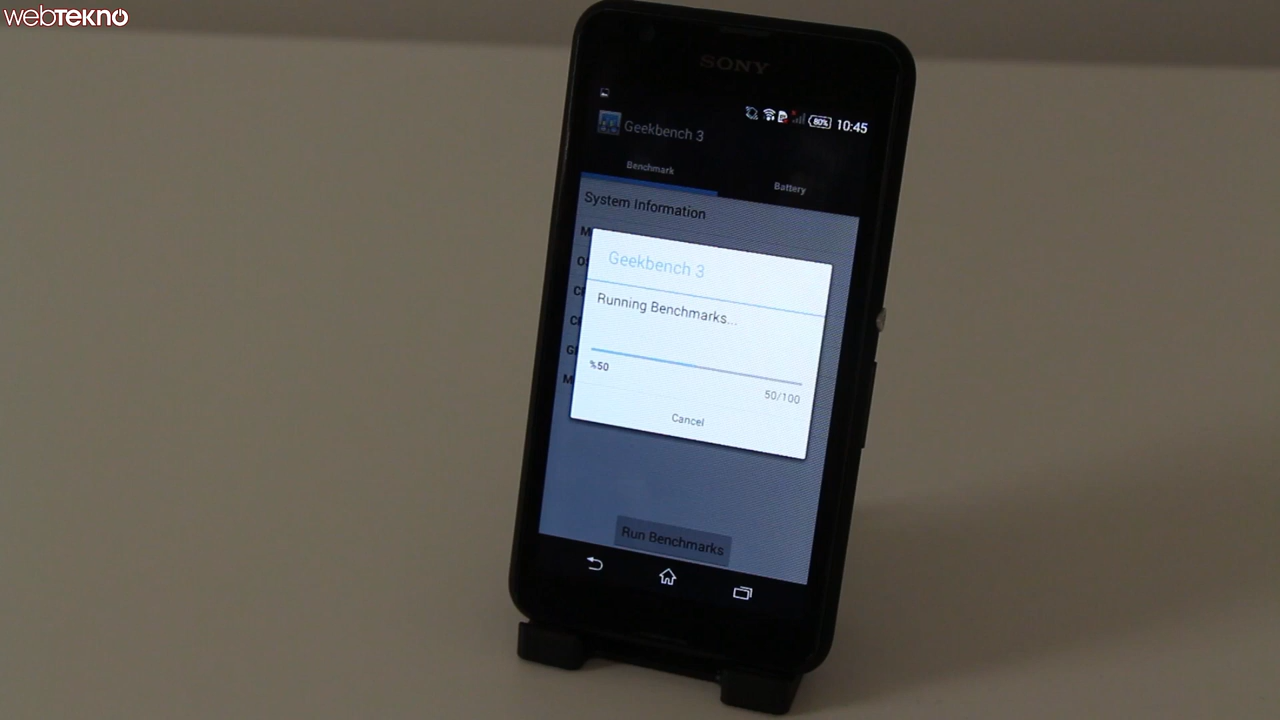 webTEKNO
SONY
80% 10:45
Geekbench 3
Benchmark
Battery
System Information
Geekbench 3
Running Benchmarks...
%50
50/100
Cancel
Run Benchmarks